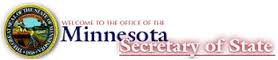 WELCOME TO THE OFFICE OF THE
Minnesota
Secretary of State